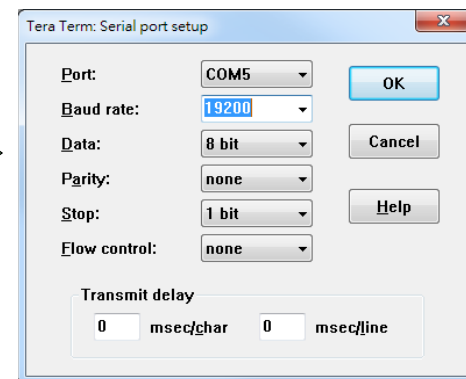 Tera Term: Serial port setup
Port: COM5 OK
Baud rate: 19200
Data: 8 bit Cancel
Parity: none
Stop: 1 bit Help
Flow control: none
Transmit delay
0 msec/char 0 msec/line